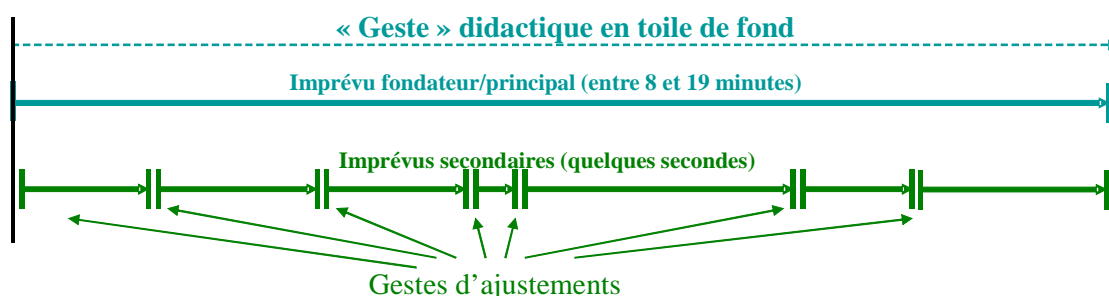 « Geste » didactique en toile de fond
Imprévu fondateur/principal (entre 8 et 19 minutes)
Imprévus secondaires (quelques secondes)
Gestes d’ajustements